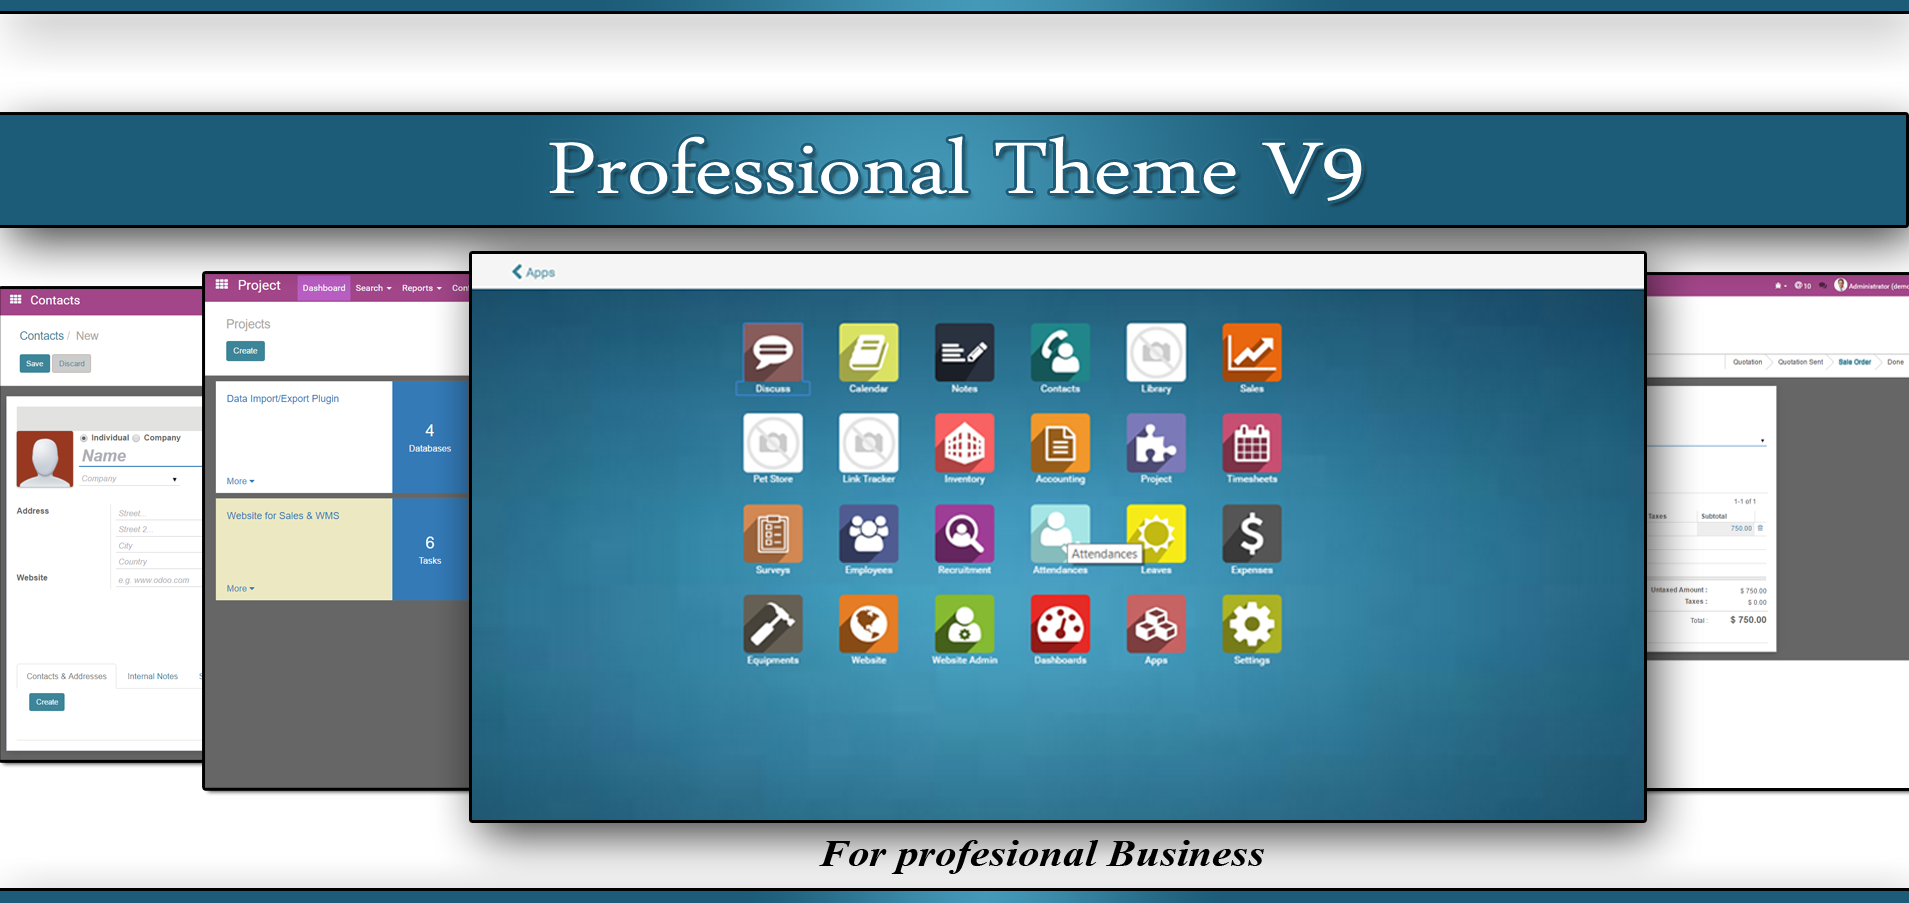 Professional Theme V9
Contacts
Contacts / New
Save Discard
Individual Company
Name
Company
Address
Street...
Street 2...
City
Country
Website
e.g. www.odoo.com
Contacts & Addresses Internal Notes S
Create
Project Dashboard Search Reports Con
Projects
Create
Data Import/Export Plugin
4
Databases
More
Website for Sales & WMS
6
Tasks
More
Apps
Discuss Calendar Notes Contacts Library Sales
Pet Store Link Tracker Inventory Accounting Project Timesheets
Attendances
Surveys Employees Recruitment Attendances Leaves Expenses
Equipments Website Website Admin Dashboards Apps Settings
10 Administrator (demo
Quotation Quotation Sent Sale Order Done
1-1 of 1
Taxes Subtotal
750.00
Untaxed Amount : $ 750.00
Taxes : $ 0.00
Total : $ 750.00
For profesional Business